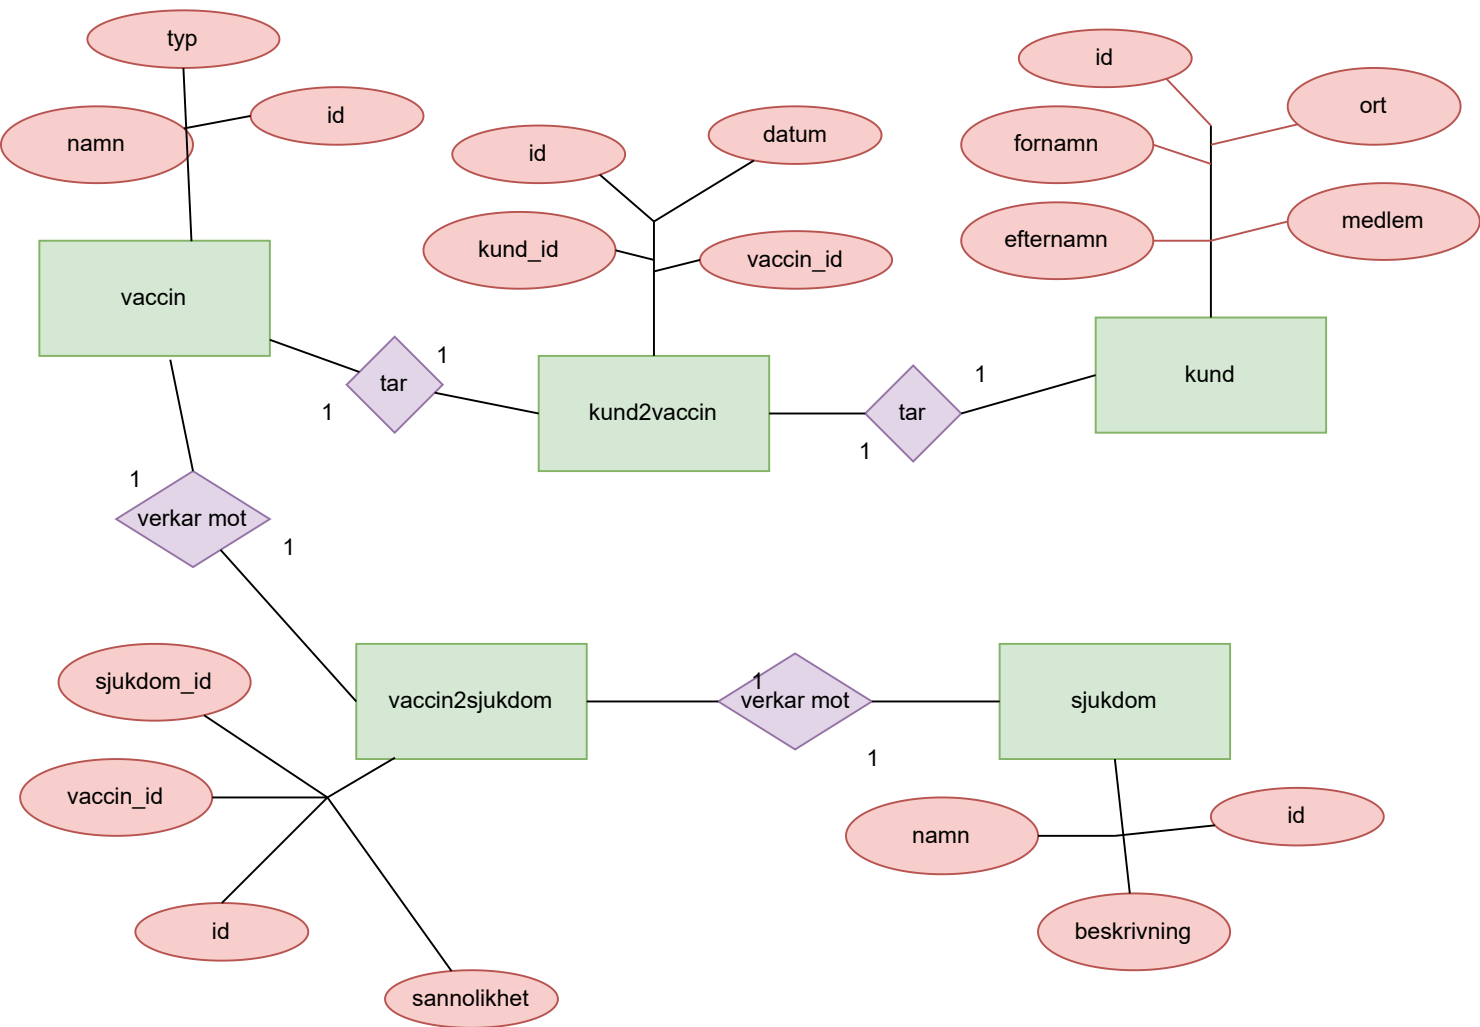 typ
id
namn
id
ort
datum
id
fornamn
medlem
kund_id
vaccin_id
efternamn
vaccin
kund
1
1
tar
1
kund2vaccin
tar
1
1
verkar mot
1
sjukdom_id
1
vaccin2sjukdom
verkar mot
sjukdom
1
vaccin_id
namn
id
id
beskrivning
sannolikhet